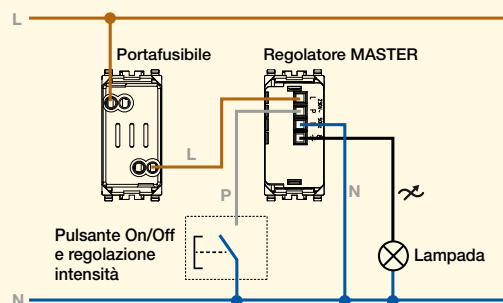 L
Portafusibile
Regolatore MASTER
L
P
L
P
N
Pulsante On/Off
e regolazione
intensità
Lampada
N